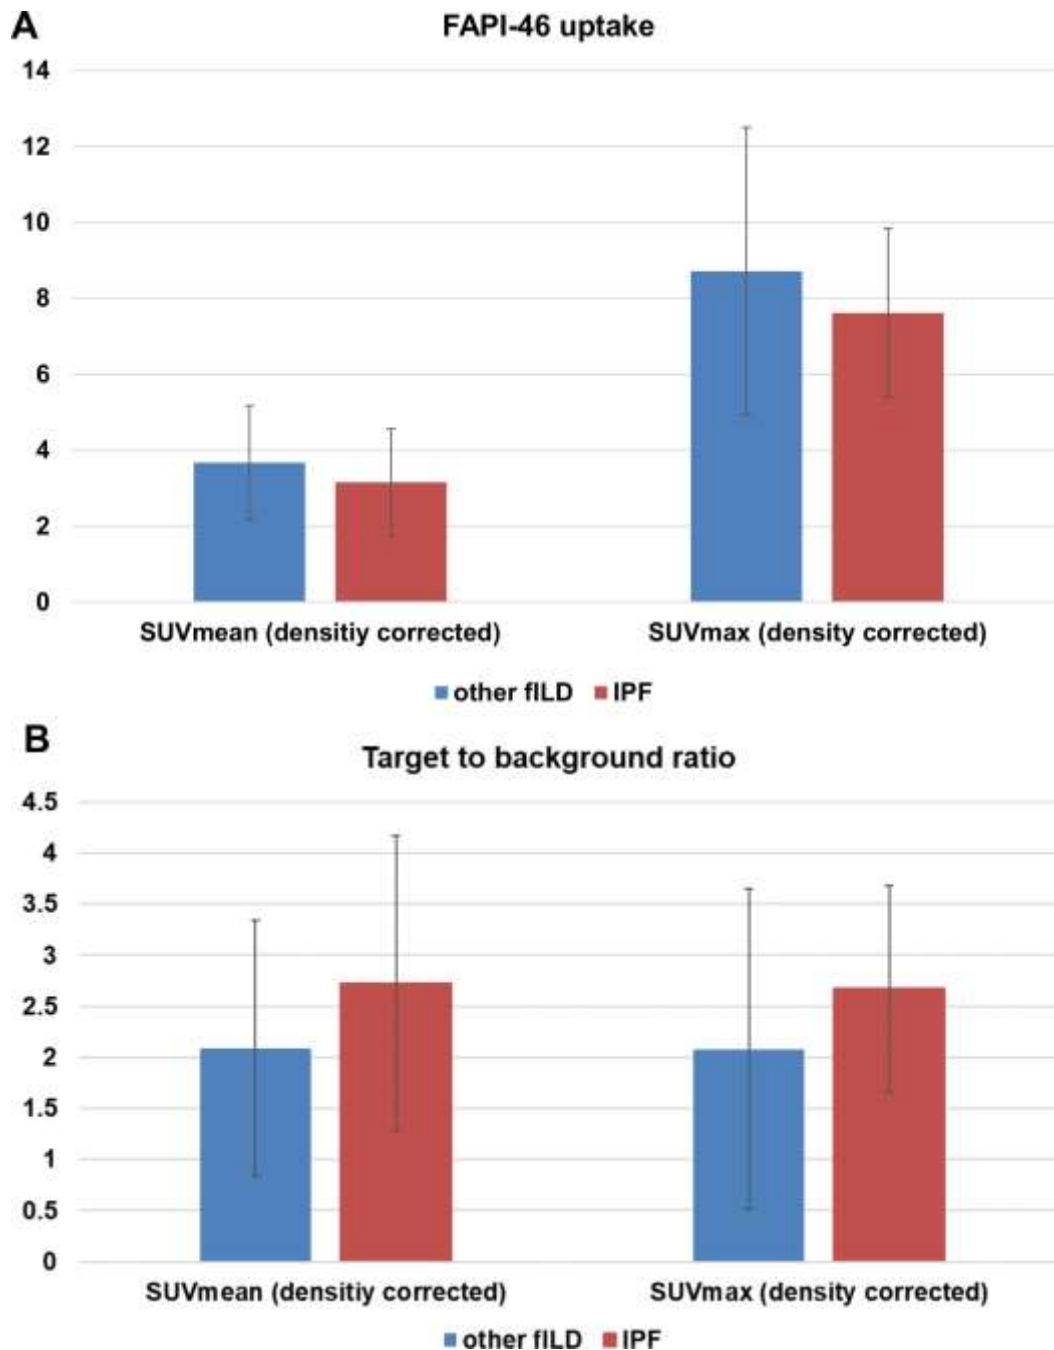 A
FAPI-46 uptake
14
12
10
8
6
4
2
0
SUVmean (densitiy corrected) SUVmax (density corrected)
other fILD IPF
B
Target to background ratio
4.5
4
3.5
3
2.5
2
1.5
1
0.5
0
SUVmean (densitiy corrected) SUVmax (density corrected)
other fILD IPF